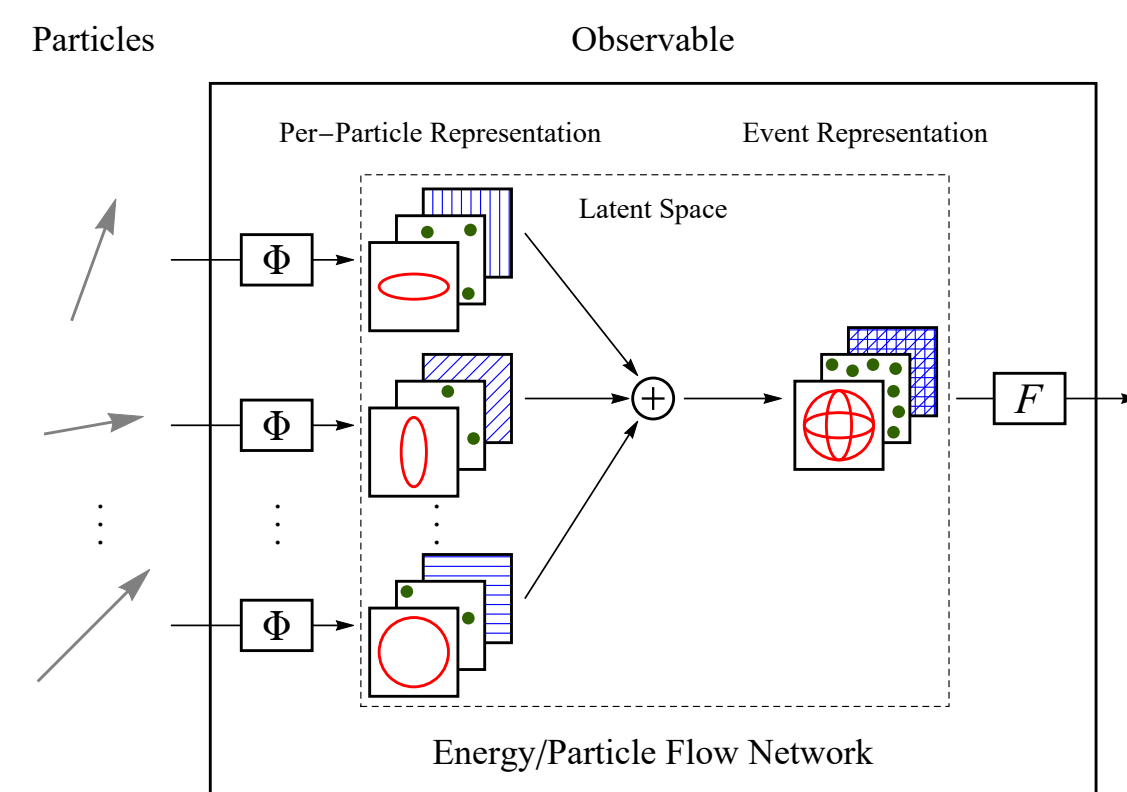 Particles
Observable
Per−Particle Representation
Event Representation
Latent Space
Φ
Φ
F
Φ
Energy/Particle Flow Network